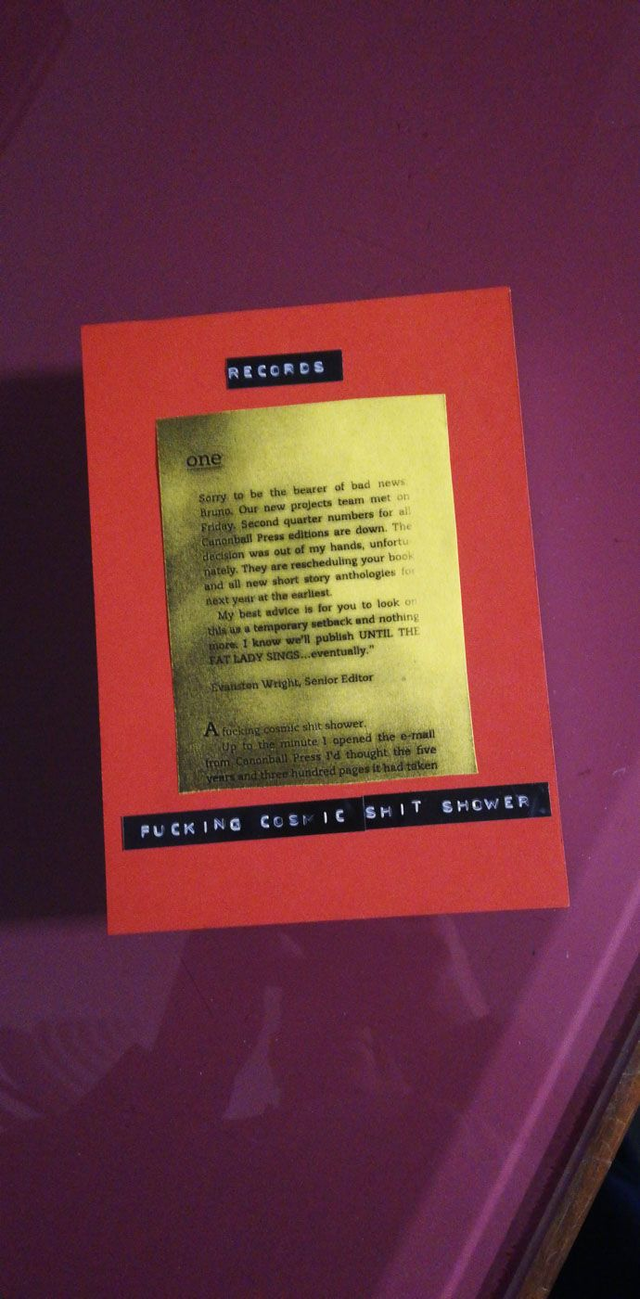 RECORDS
one
Sorry to be the bearer of bad news
Bruno. Our new projects team met on
Friday. Second quarter numbers for all
Canonball Press editions are down. The
decision was out of my hands, unfortu
nately. They are rescheduling your book
and all new short story anthologies for
next year at the earliest.
My best advice is for you to look on
this as a temporary setback and nothing
more. I know we'll publish UNTIL THE
FAT LADY SINGS...eventually."
Evanston Wright, Senior Editor
A fucking cosmic shit shower.
Up to the minute I opened the e-mail
from Canonball Press I'd thought the five
years and three hundred pages it had taken
FUCKING COSMIC SHIT SHOWER